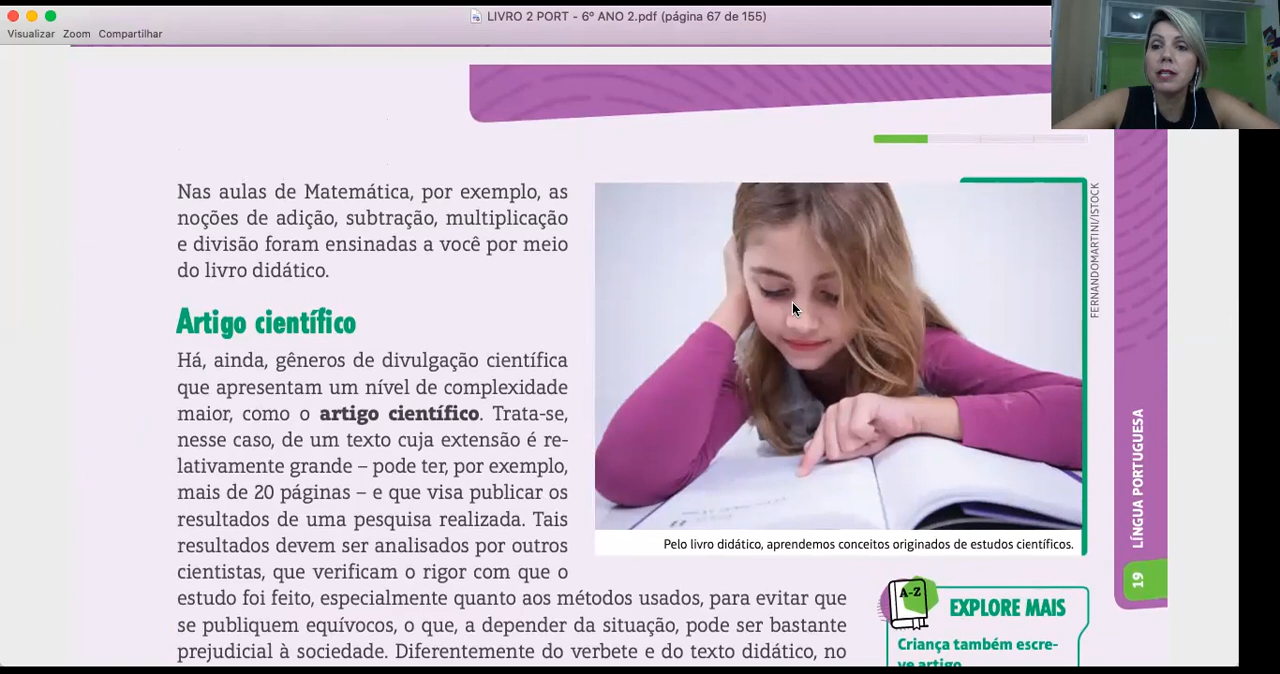 LIVRO 2 PORT - 6º ANO 2.pdf (página 67 de 155)
Visualizar Zoom Compartilhar
Nas aulas de Matemática, por exemplo, as
noções de adição, subtração, multiplicação
e divisão foram ensinadas a você por meio
do livro didático.
Artigo científico
Há, ainda, gêneros de divulgação científica
que apresentam um nível de complexidade
maior, como o artigo científico. Trata-se,
nesse caso, de um texto cuja extensão é re-
lativamente grande – pode ter, por exemplo,
mais de 20 páginas – e que visa publicar os
resultados de uma pesquisa realizada. Tais
resultados devem ser analisados por outros
cientistas, que verificam o rigor com que o
estudo foi feito, especialmente quanto aos métodos usados, para evitar que
se publiquem equívocos, o que, a depender da situação, pode ser bastante
prejudicial à sociedade. Diferentemente do verbete e do texto didático, no
FERNANDOMARTINI/ISTOCK
Pelo livro didático, aprendemos conceitos originados de estudos científicos.
A-Z
EXPLORE MAIS
Criança também escre-
ve artigo
LÍNGUA PORTUGUESA
19